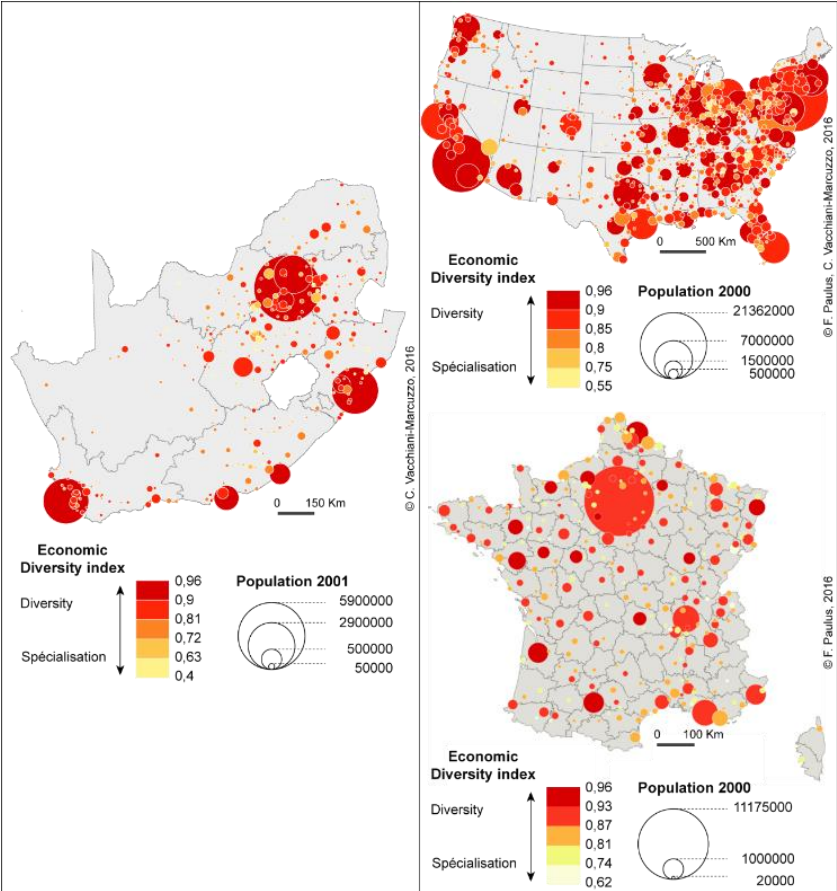 0 150 Km
© C. Vacchiani-Marcuzzo, 2016
Economic
Diversity index
Diversity
Spécialisation
0,96
0,9
0,81
0,72
0,63
0,4
Population 2001
5900000
2900000
500000
50000
0 500 Km
© F. Paulus, C. Vacchiani-Marcuzzo, 2016
Economic
Diversity index
Diversity
Spécialisation
0,96
0,9
0,85
0,8
0,75
0,55
Population 2000
21362000
7000000
1500000
500000
0 100 Km
© F. Paulus, 2016
Economic
Diversity index
Diversity
Spécialisation
0,96
0,93
0,87
0,81
0,74
0,62
Population 2000
11175000
1000000
20000